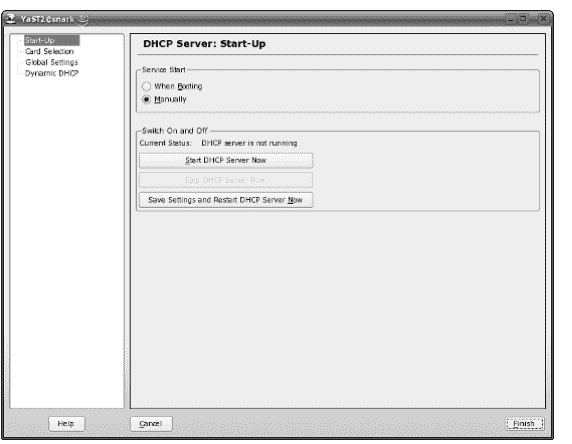 YaST2@snark
Start-Up
Card Selection
Global Settings
Dynamic DHCP
DHCP Server: Start-Up
Service Start
When Booting
Manually
Switch On and Off
Current Status: DHCP server is not running
Start DHCP Server Now
Stop DHCP Server Now
Save Settings and Restart DHCP Server Now
Help
Cancel
Finish